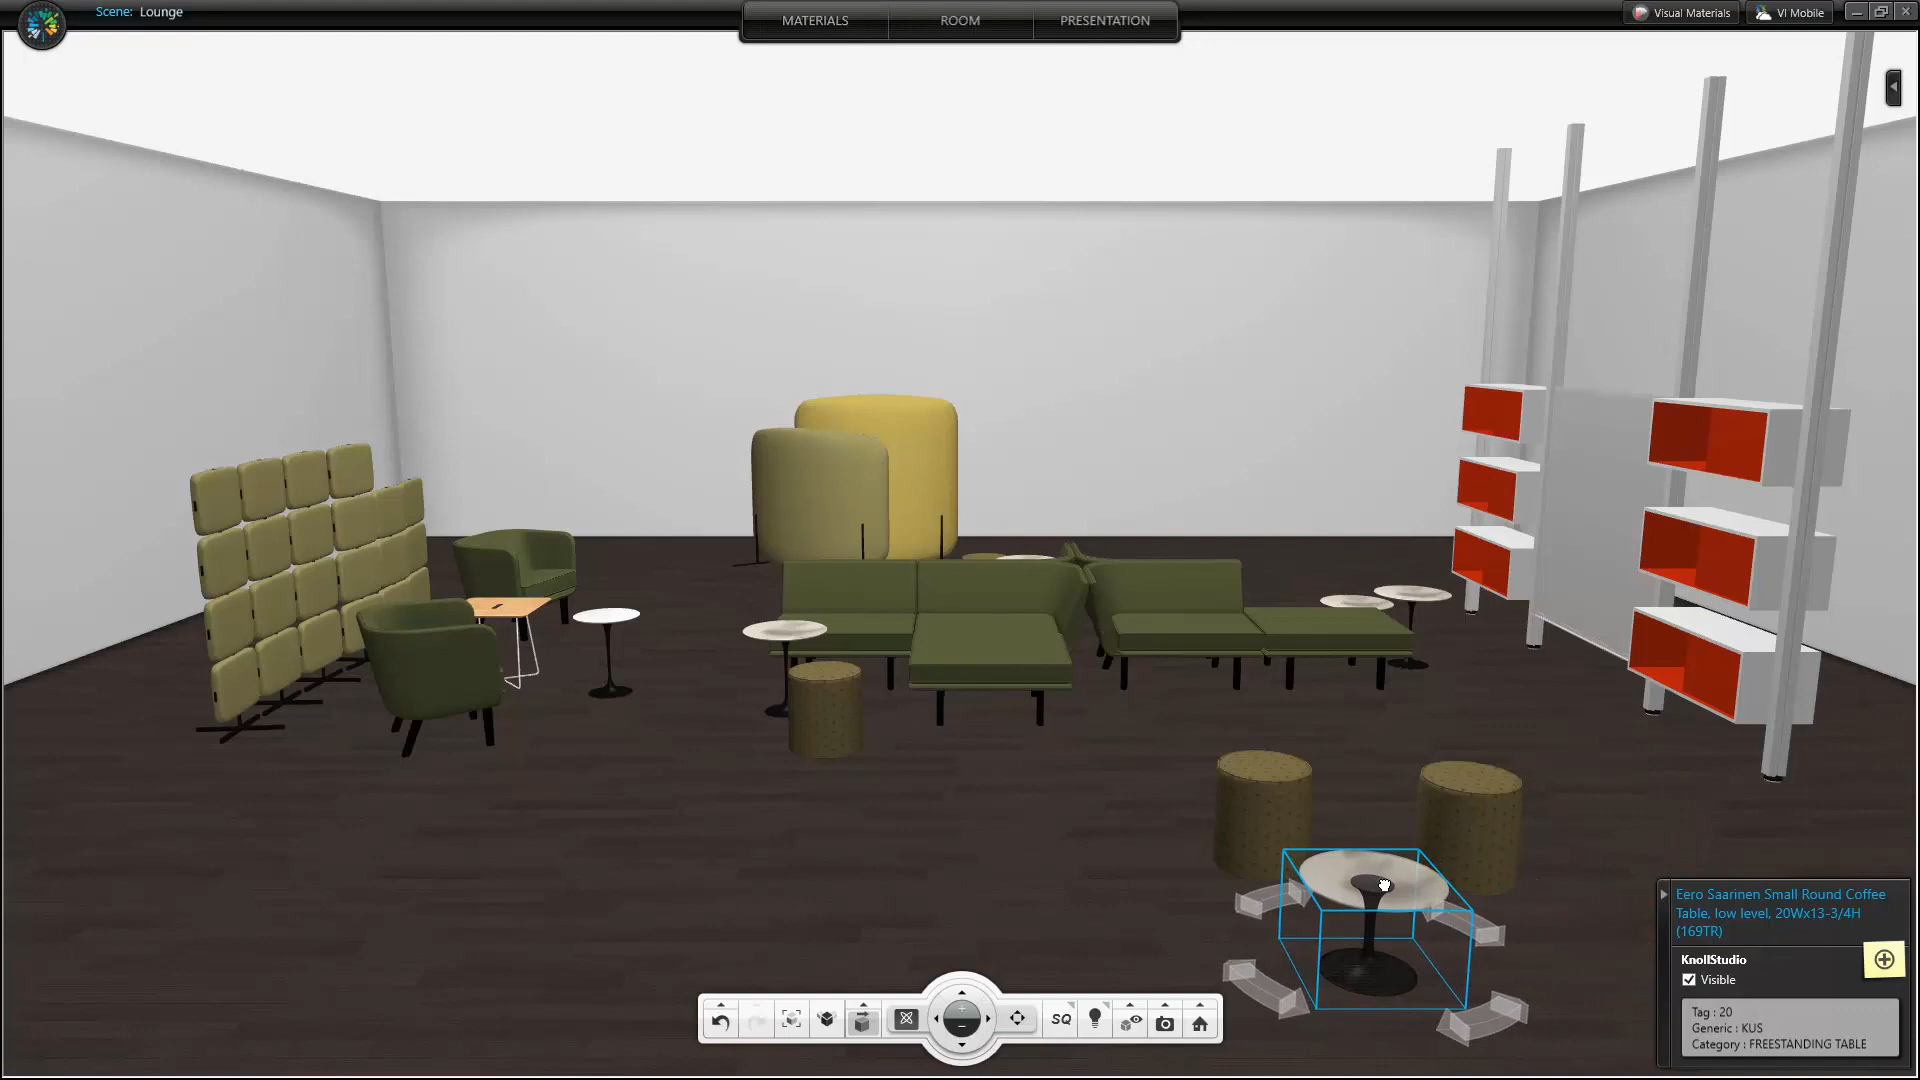 Scene: Lounge
MATERIALS
ROOM
PRESENTATION
Visual Materials
VI Mobile
Eero Saarinen Small Round Coffee
Table, low level, 20Wx13-3/4H
(169TR)
KnollStudio
Visible
Tag : 20
Generic : KUS
Category : FREESTANDING TABLE
SQ